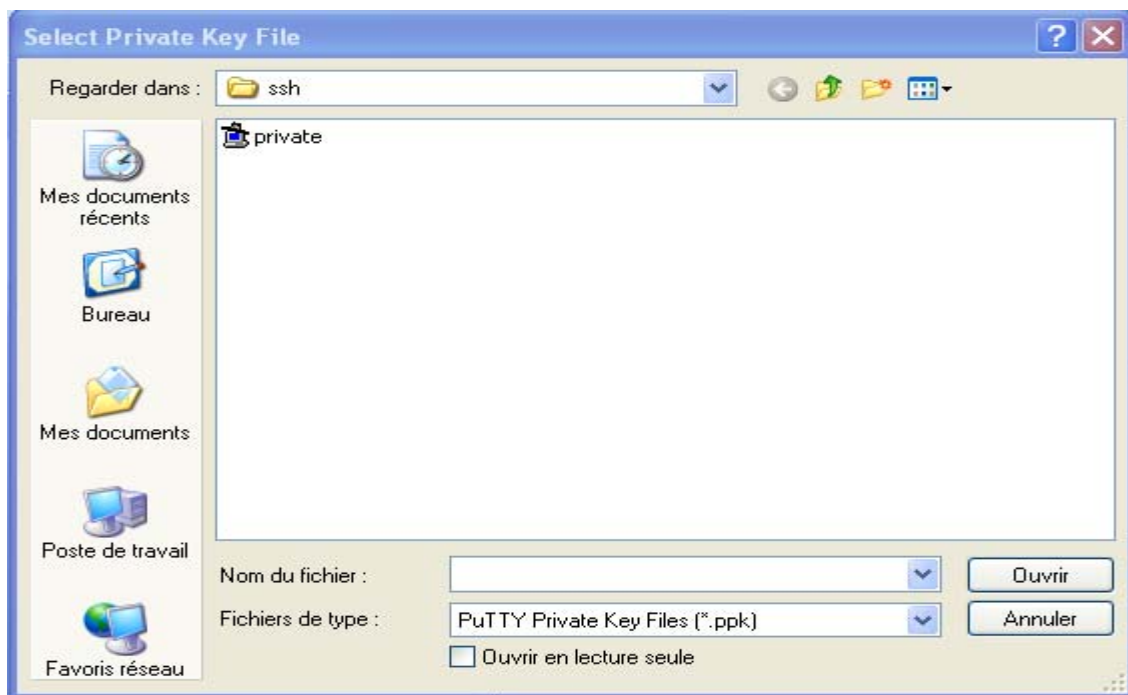 Select Private Key File
Regarder dans :
ssh
private
Mes documents
récents
Bureau
Mes documents
Poste de travail
Favoris réseau
Nom du fichier :
Ouvrir
Fichiers de type :
PuTTY Private Key Files (*.ppk)
Annuler
Ouvrir en lecture seule